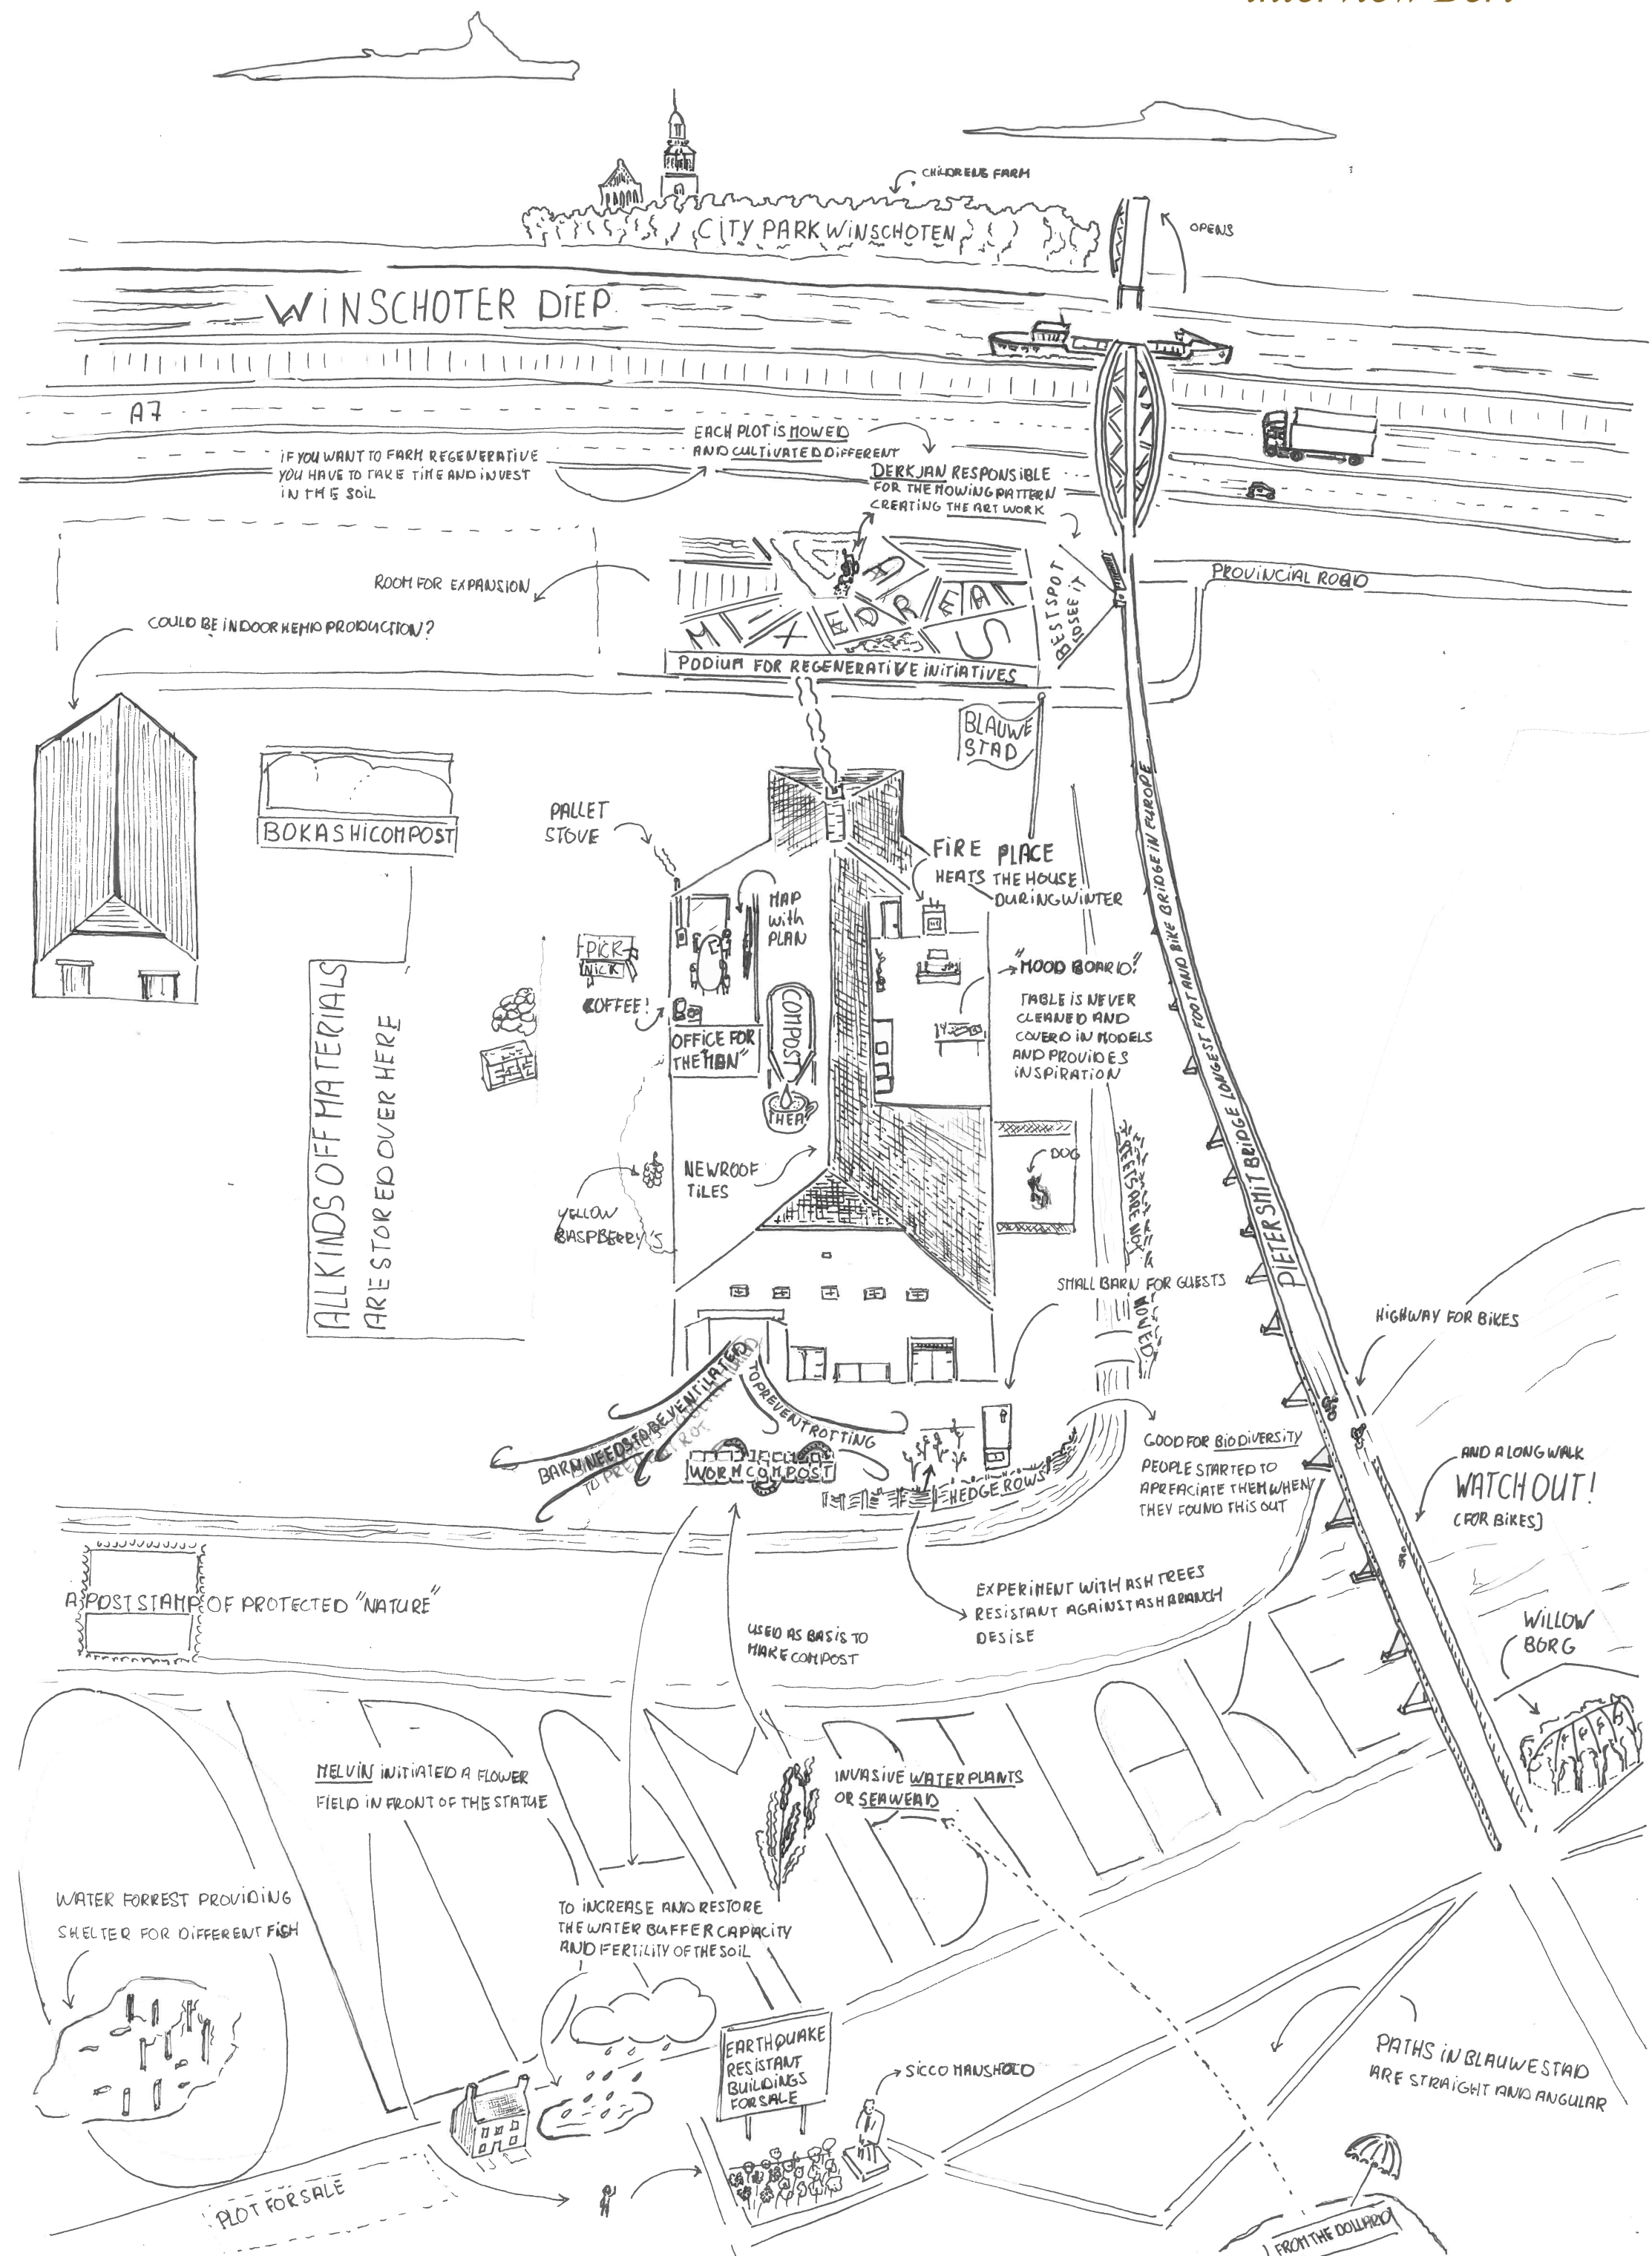 CHILDRENS FARM
CITY PARK WINSCHOTEN
OPENS
WINSCHOTER DIEP
A7
EACH PLOT IS MOWED
AND CULTIVATED DIFFERENT
IF YOU WANT TO FARM REGENERATIVE
YOU HAVE TO TAKE TIME AND INVEST
IN THE SOIL
DERKJAN RESPONSIBLE
FOR THE MOWING PATTERN
CREATING THE ART WORK
ROOM FOR EXPANSION
PROVINCIAL ROAD
BEST SPOT
TO SEE IT
COULD BE INDOOR HEMP PRODUCTION?
MIXED DREAMS
PODIUM FOR REGENERATIVE INITIATIVES
BLAUWE
STAD
BOKASHICOMPOST
PALLET
STOVE
FIRE PLACE
HEATS THE HOUSE
DURING WINTER
MAP
with
PLAN
PICK
NICK
COFFEE!
OFFICE FOR
THE "MEN"
COMPOST
THEA
"MOOD BOARD"
TABLE IS NEVER
CLEANED AND
COVERD IN MODELS
AND PROVIDES
INSPIRATION
PIETER SMIT BRIDGE LONGEST FOOT AND BIKE BRIDGE IN EUROPE
ALL KINDS OFF MATERIALS
ARE STORED OVER HERE
NEW ROOF
TILES
DOG
YELLOW
RASPBERRY'S
STREETS ARE NOT
MOWED
SMALL BARN FOR GUESTS
HIGHWAY FOR BIKES
BARN NEEDS TO BE VENTILATED
TO PREVENT ROTTING
WORMCOMPOST
HEDGE ROWS
GOOD FOR BIODIVERSITY
PEOPLE STARTED TO
APREACIATE THEM WHEN
THEY FOUND THIS OUT
AND A LONG WALK
WATCH OUT!
(FOR BIKES)
A POST STAMP OF PROTECTED "NATURE"
EXPERIMENT WITH ASH TREES
RESISTANT AGAINST ASH BRANCH
DESISE
USED AS BASIS TO
MAKE COMPOST
WILLOW
BORG
OLDAMBT LAKE
MELVIN INITIATED A FLOWER
FIELD IN FRONT OF THE STATUE
INVASIVE WATERPLANTS
OR SEAWEAD
WATER FORREST PROVIDING
SHELTER FOR DIFFERENT FISH
TO INCREASE AND RESTORE
THE WATER BUFFER CAPACITY
AND FERTILITY OF THE SOIL
EARTHQUAKE
RESISTANT
BUILDINGS
FOR SALE
SICCO MANSHOLD
PATHS IN BLAUWESTAD
ARE STRAIGHT AND ANGULAR
PLOT FOR SALE
FROM THE DOLLARD